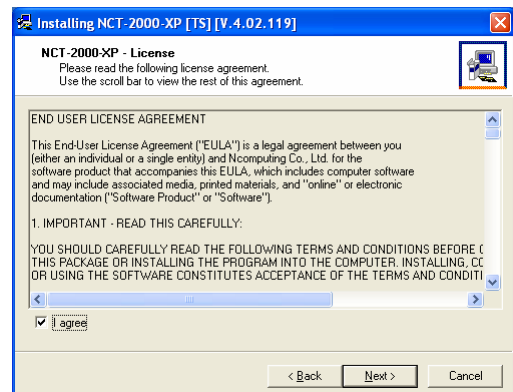 Installing NCT-2000-XP [TS] [V.4.02.119]
NCT-2000-XP - License
Please read the following license agreement.
Use the scroll bar to view the rest of this agreement.
END USER LICENSE AGREEMENT
This End-User License Agreement ("EULA") is a legal agreement between you
(either an individual or a single entity) and Ncomputing Co., Ltd. for the
software product that accompanies this EULA, which includes computer software
and may include associated media, printed materials, and "online" or electronic
documentation ("Software Product" or "Software").
1. IMPORTANT - READ THIS CAREFULLY:
YOU SHOULD CAREFULLY READ THE FOLLOWING TERMS AND CONDITIONS BEFORE
THIS PACKAGE OR INSTALLING THE PROGRAM INTO THE COMPUTER. INSTALLING,
OR USING THE SOFTWARE CONSTITUTES ACCEPTANCE OF THE TERMS AND
I agree
< Back
Next >
Cancel